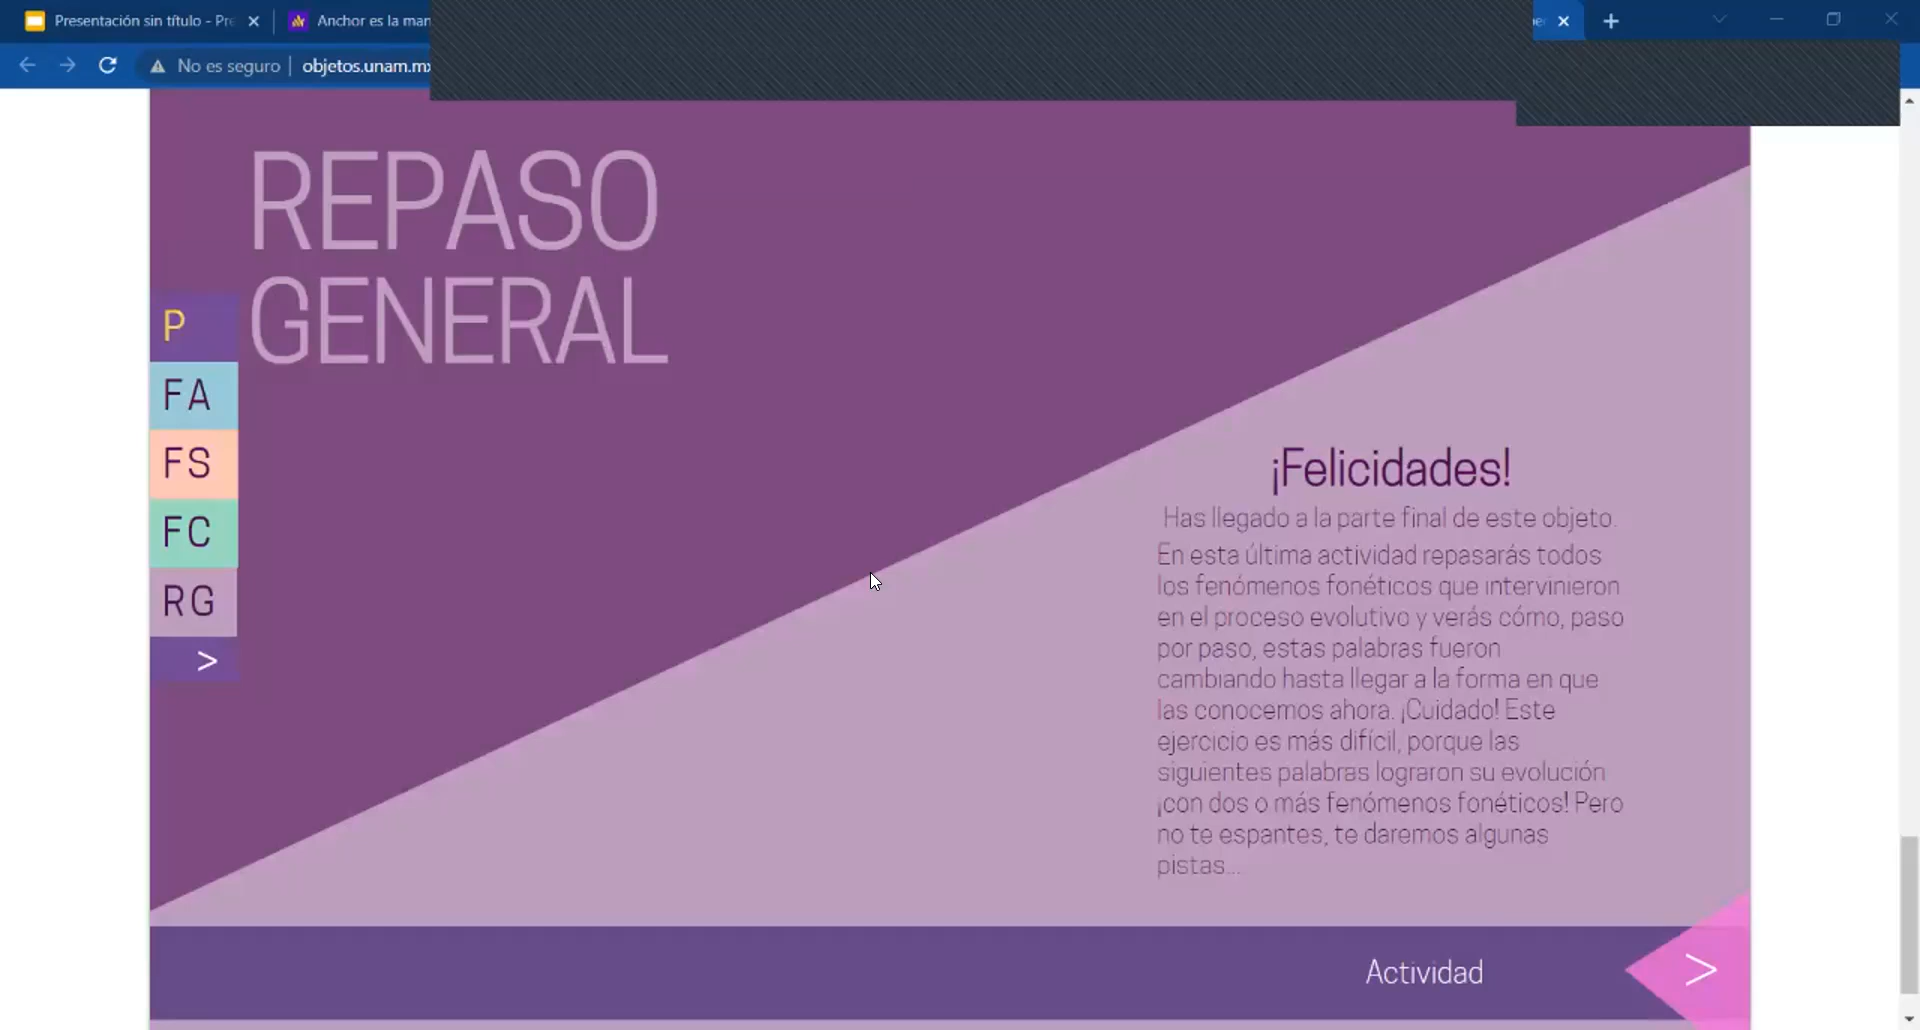 Presentación sin título - Pre
Anchor es la man
No es seguro
objetos.unam.mx
REPASO
GENERAL
P
FA
FS
FC
RG
>
¡Felicidades!
Has llegado a la parte final de este objeto.
En esta última actividad repasarás todos
los fenómenos fonéticos que intervinieron
en el proceso evolutivo y verás cómo, paso
por paso, estas palabras fueron
cambiando hasta llegar a la forma en que
las conocemos ahora. ¡Cuidado! Este
ejercicio es más difícil, porque las
siguientes palabras lograron su evolución
¡con dos o más fenómenos fonéticos! Pero
no te espantes, te daremos algunas
pistas...
Actividad
>